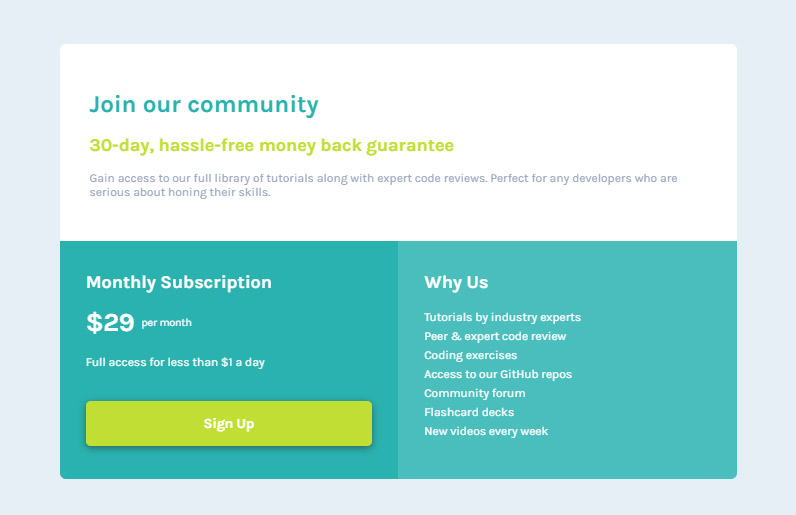 Join our community
30-day, hassle-free money back guarantee
Gain access to our full library of tutorials along with expert code reviews. Perfect for any developers who are
serious about honing their skills.
Monthly Subscription
$29 per month
Full access for less than $1 a day
Sign Up
Why Us
Tutorials by industry experts
Peer & expert code review
Coding exercises
Access to our GitHub repos
Community forum
Flashcard decks
New videos every week